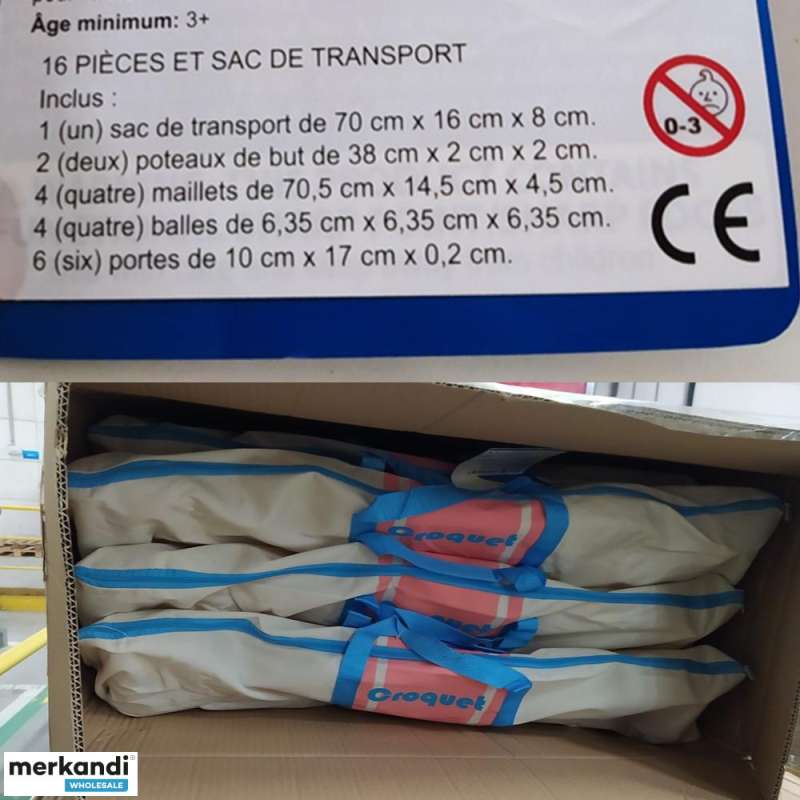 Âge minimum: 3+
16 PIÈCES ET SAC DE TRANSPORT
Inclus :
1 (un) sac de transport de 70 cm x 16 cm x 8 cm.
2 (deux) poteaux de but de 38 cm x 2 cm x 2 cm.
4 (quatre) maillets de 70,5 cm x 14,5 cm x 4,5 cm.
4 (quatre) balles de 6,35 cm x 6,35 cm x 6,35 cm.
6 (six) portes de 10 cm x 17 cm x 0,2 cm.
0-3
CE
Croquet
Croquet
Croquet
merkandi
WHOLESALE